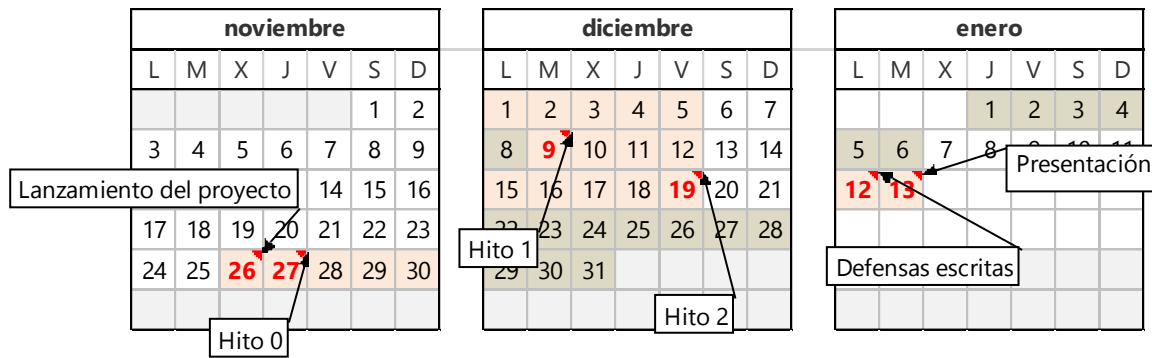 noviembre diciembre enero
L M X J V S D L M X J V S D L M X J V S D
1 2 1 2 3 4 5 6 7 1 2 3 4
3 4 5 6 7 8 9 8 9 10 11 12 13 14 5 6 7 8
Presentación
Lanzamiento del proyecto 14 15 16 15 16 17 18 19 20 21 12 13
17 18 19 20 21 22 23 22 23 24 25 26 27 28
Hito 1
24 25 26 27 28 29 30 29 30 31 Defensas escritas
Hito 0 Hito 2